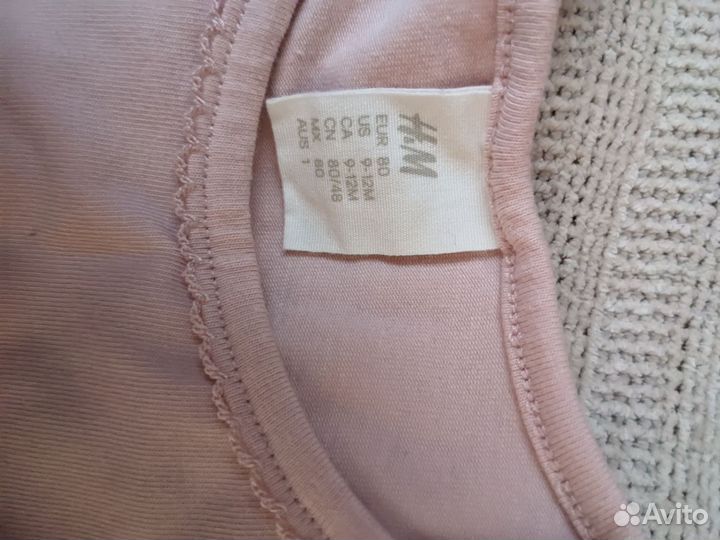 H&M
EUR 80
US 9-12M
CA 9-12M
CN 80/48
MX 80
AUS 1
Avito